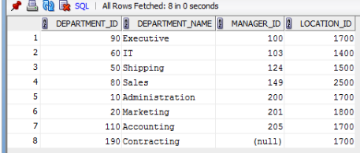 SQL | All Rows Fetched: 8 in 0 seconds
DEPARTMENT_ID DEPARTMENT_NAME MANAGER_ID LOCATION_ID
1 90 Executive 100 1700
2 60 IT 103 1400
3 50 Shipping 124 1500
4 80 Sales 149 2500
5 10 Administration 200 1700
6 20 Marketing 201 1800
7 110 Accounting 205 1700
8 190 Contracting (null) 1700